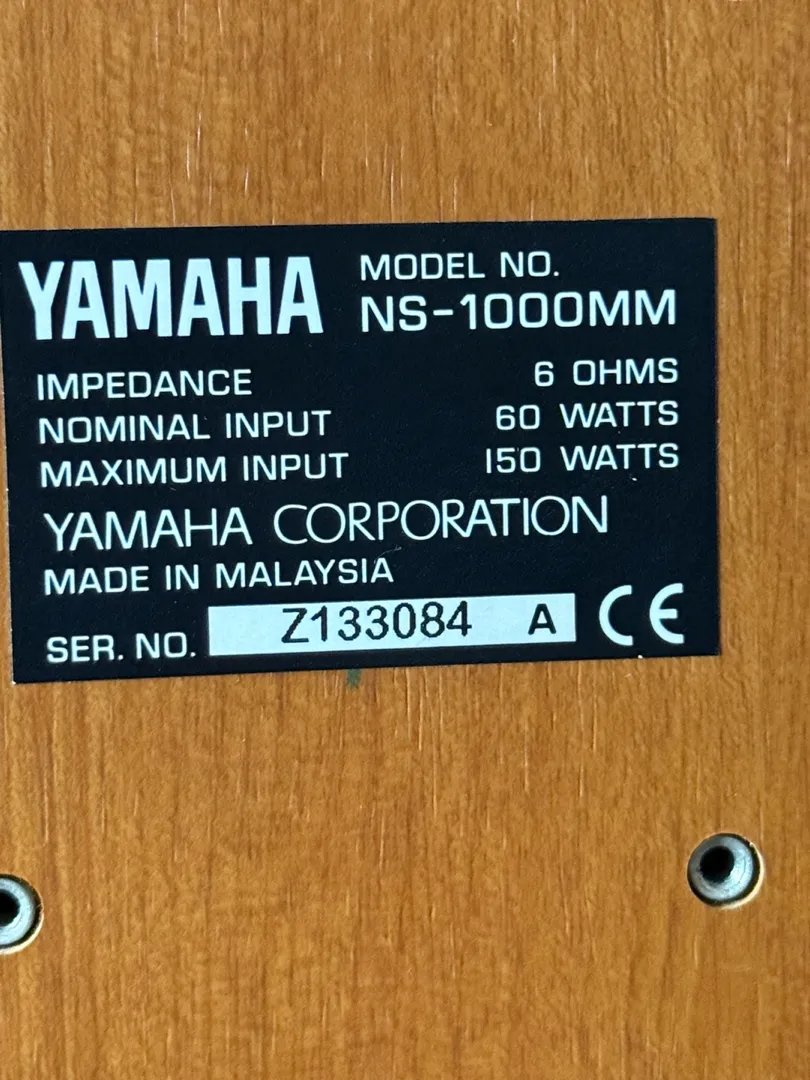 YAMAHA MODEL NO.
NS-1000MM
IMPEDANCE 6 OHMS
NOMINAL INPUT 60 WATTS
MAXIMUM INPUT 150 WATTS
YAMAHA CORPORATION
MADE IN MALAYSIA
SER. NO. Z133084 A CE